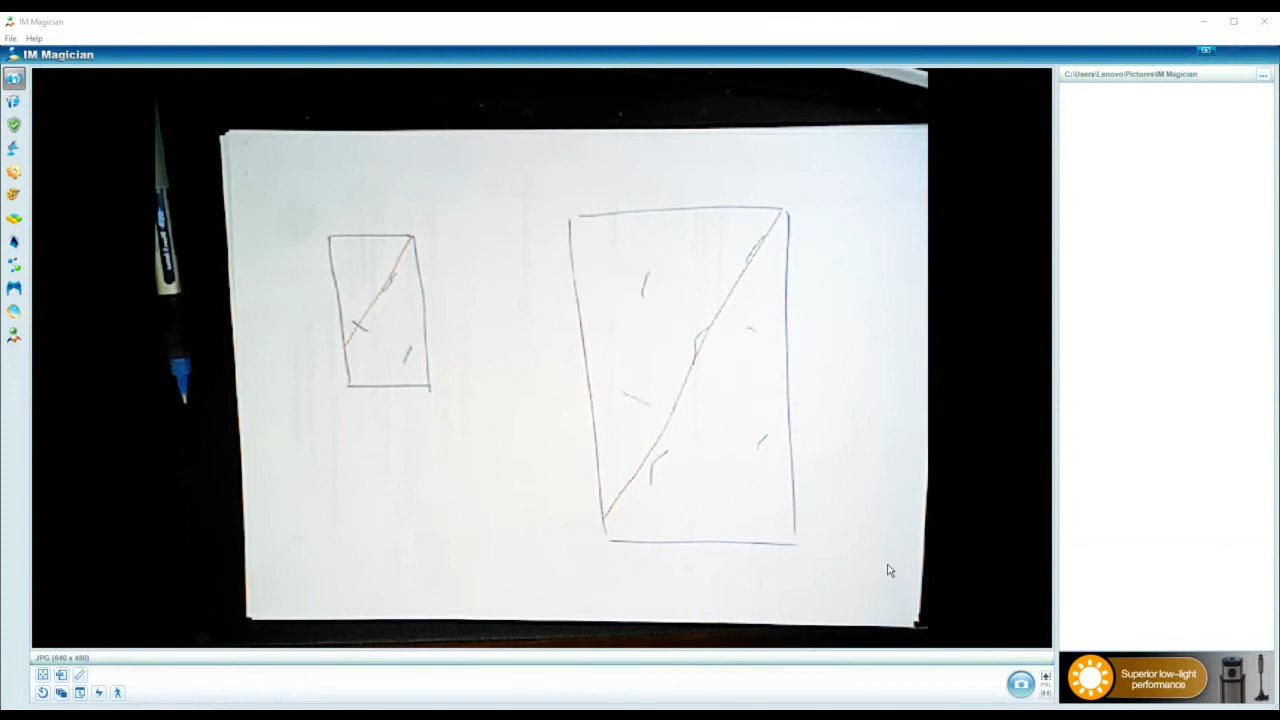 IM Magician
File Help
IM Magician
C:\Users\Lenovo\Pictures\IM Magician
...
JPG (640 x 480)
Superior low-light
performance